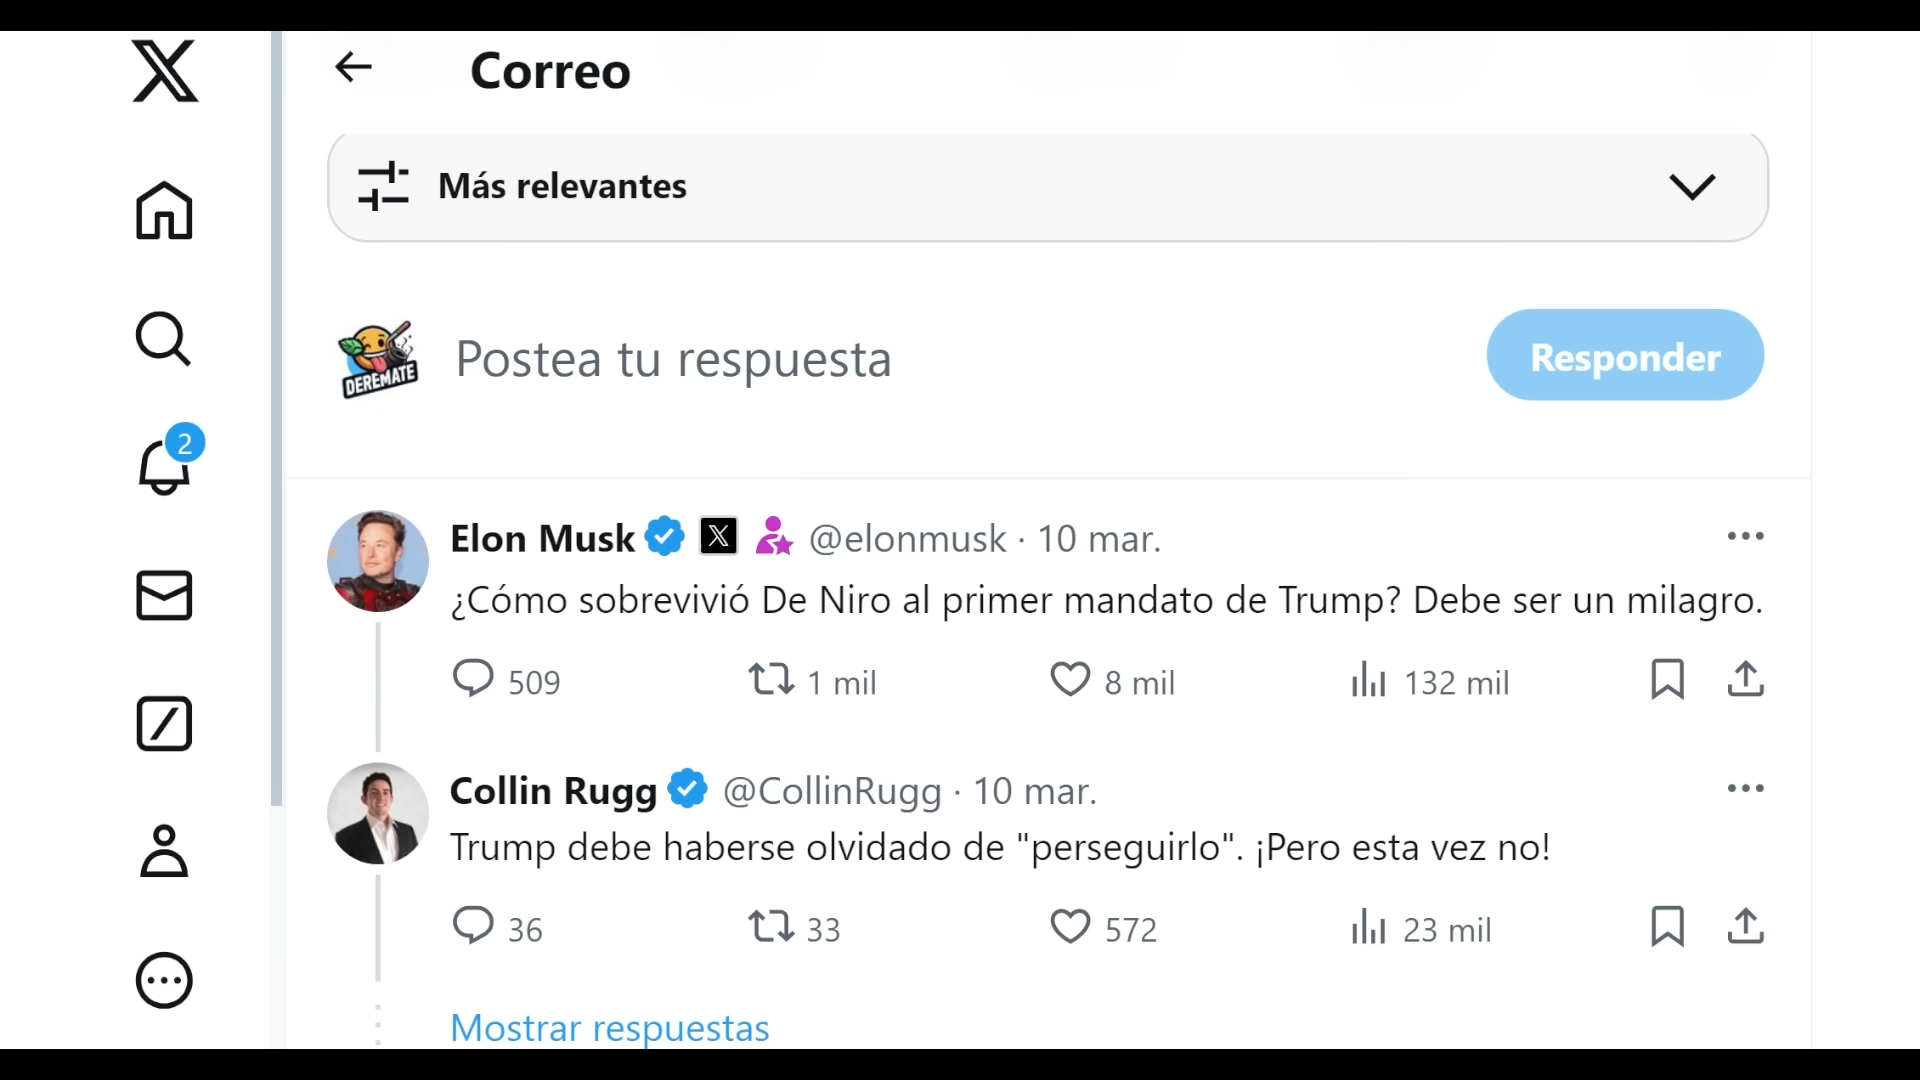 Correo
Más relevantes
DEREMATE
Postea tu respuesta
Responder
2
Elon Musk @elonmusk · 10 mar.
¿Cómo sobrevivió De Niro al primer mandato de Trump? Debe ser un milagro.
509 1 mil 8 mil 132 mil
Collin Rugg @CollinRugg · 10 mar.
Trump debe haberse olvidado de "perseguirlo". ¡Pero esta vez no!
36 33 572 23 mil
Mostrar respuestas